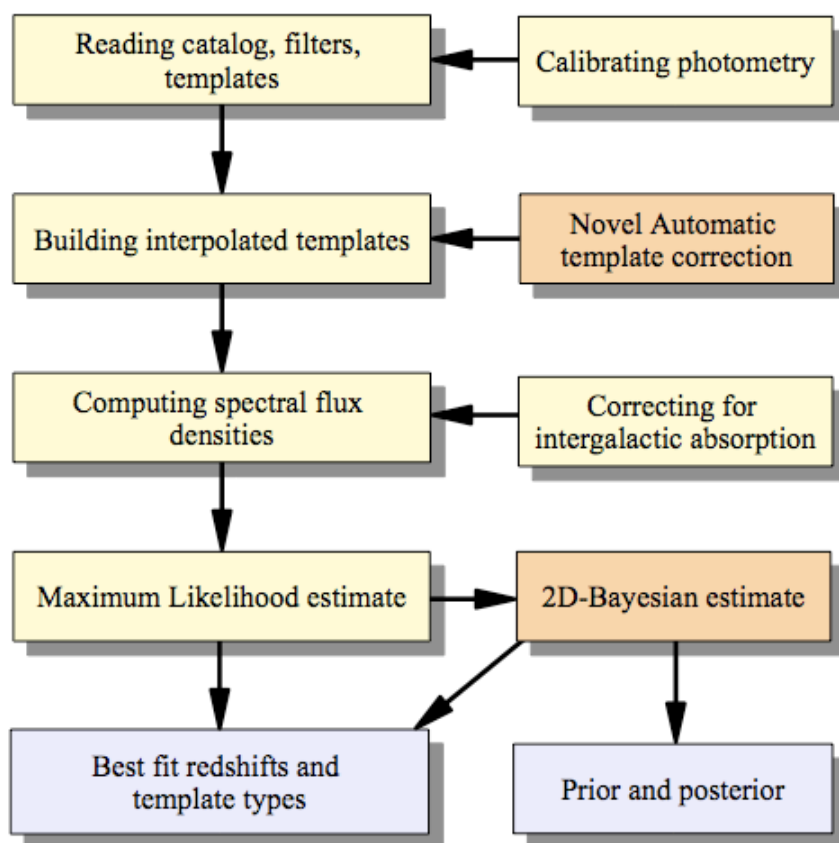 Reading catalog, filters,
templates
Calibrating photometry
Building interpolated templates
Novel Automatic
template correction
Computing spectral flux
densities
Correcting for
intergalactic absorption
Maximum Likelihood estimate
2D-Bayesian estimate
Best fit redshifts and
template types
Prior and posterior